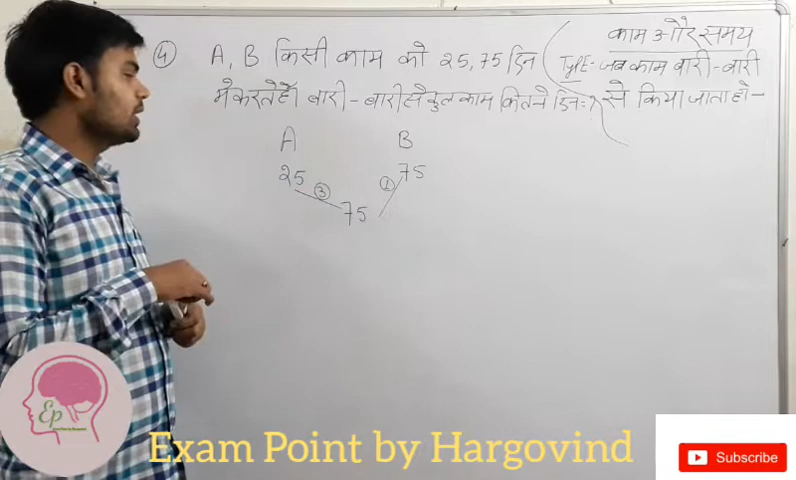 काम और समय
TYPE- जब काम बारी-बारी
से किया जाता हो-
④ A, B किसी काम को 25, 75 दिन
मे करते हैं। बारी-बारी से कुल काम कितने दिन:?
A B
25 75
③ ①
75
Ep
Exam Point by Hargovind
Subscribe